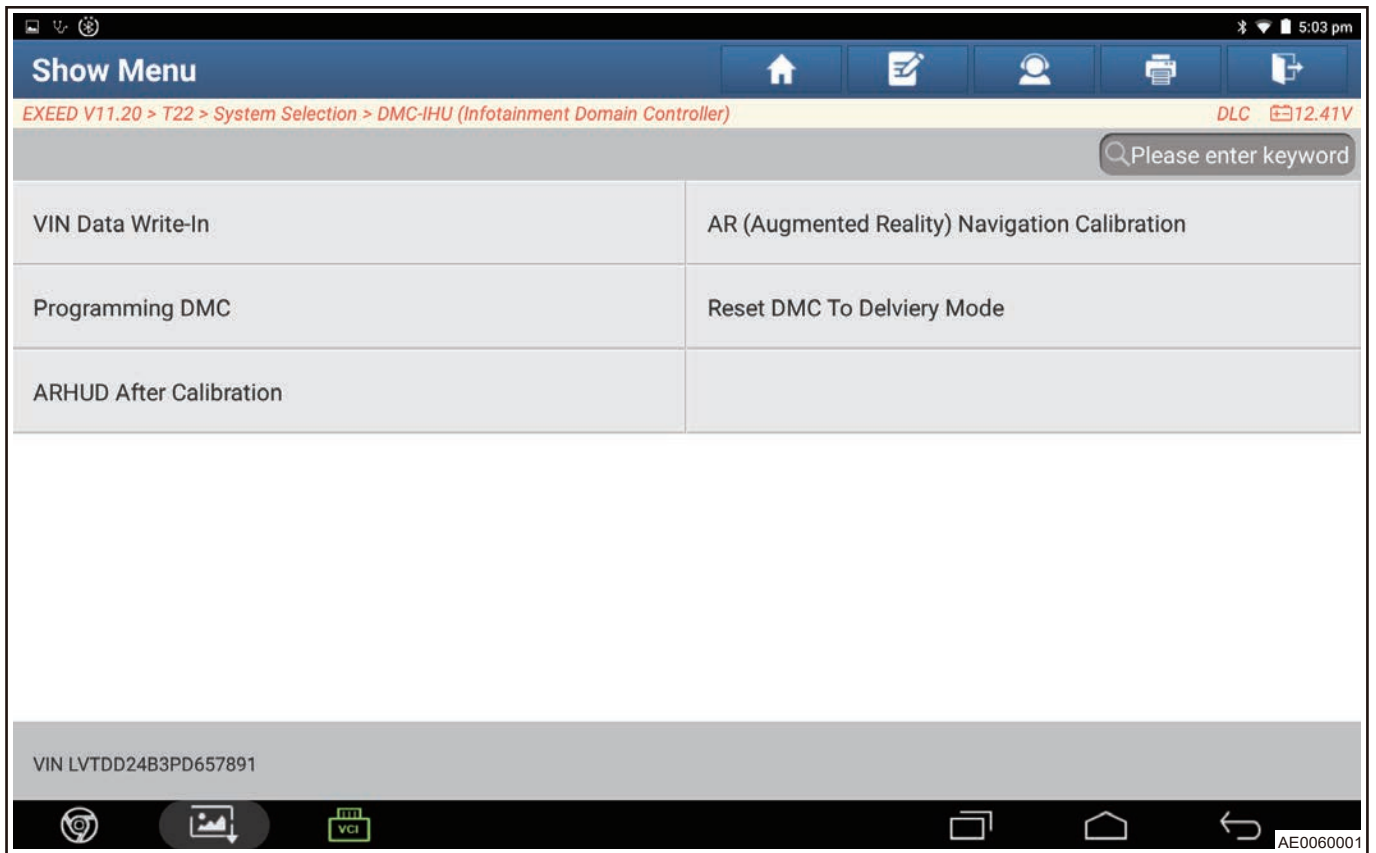 5:03 pm
Show Menu
EXEED V11.20 > T22 > System Selection > DMC-IHU (Infotainment Domain Controller)
DLC 12.41V
Please enter keyword
VIN Data Write-In
AR (Augmented Reality) Navigation Calibration
Programming DMC
Reset DMC To Delviery Mode
ARHUD After Calibration
VIN LVTDD24B3PD657891
VCI
AE0060001